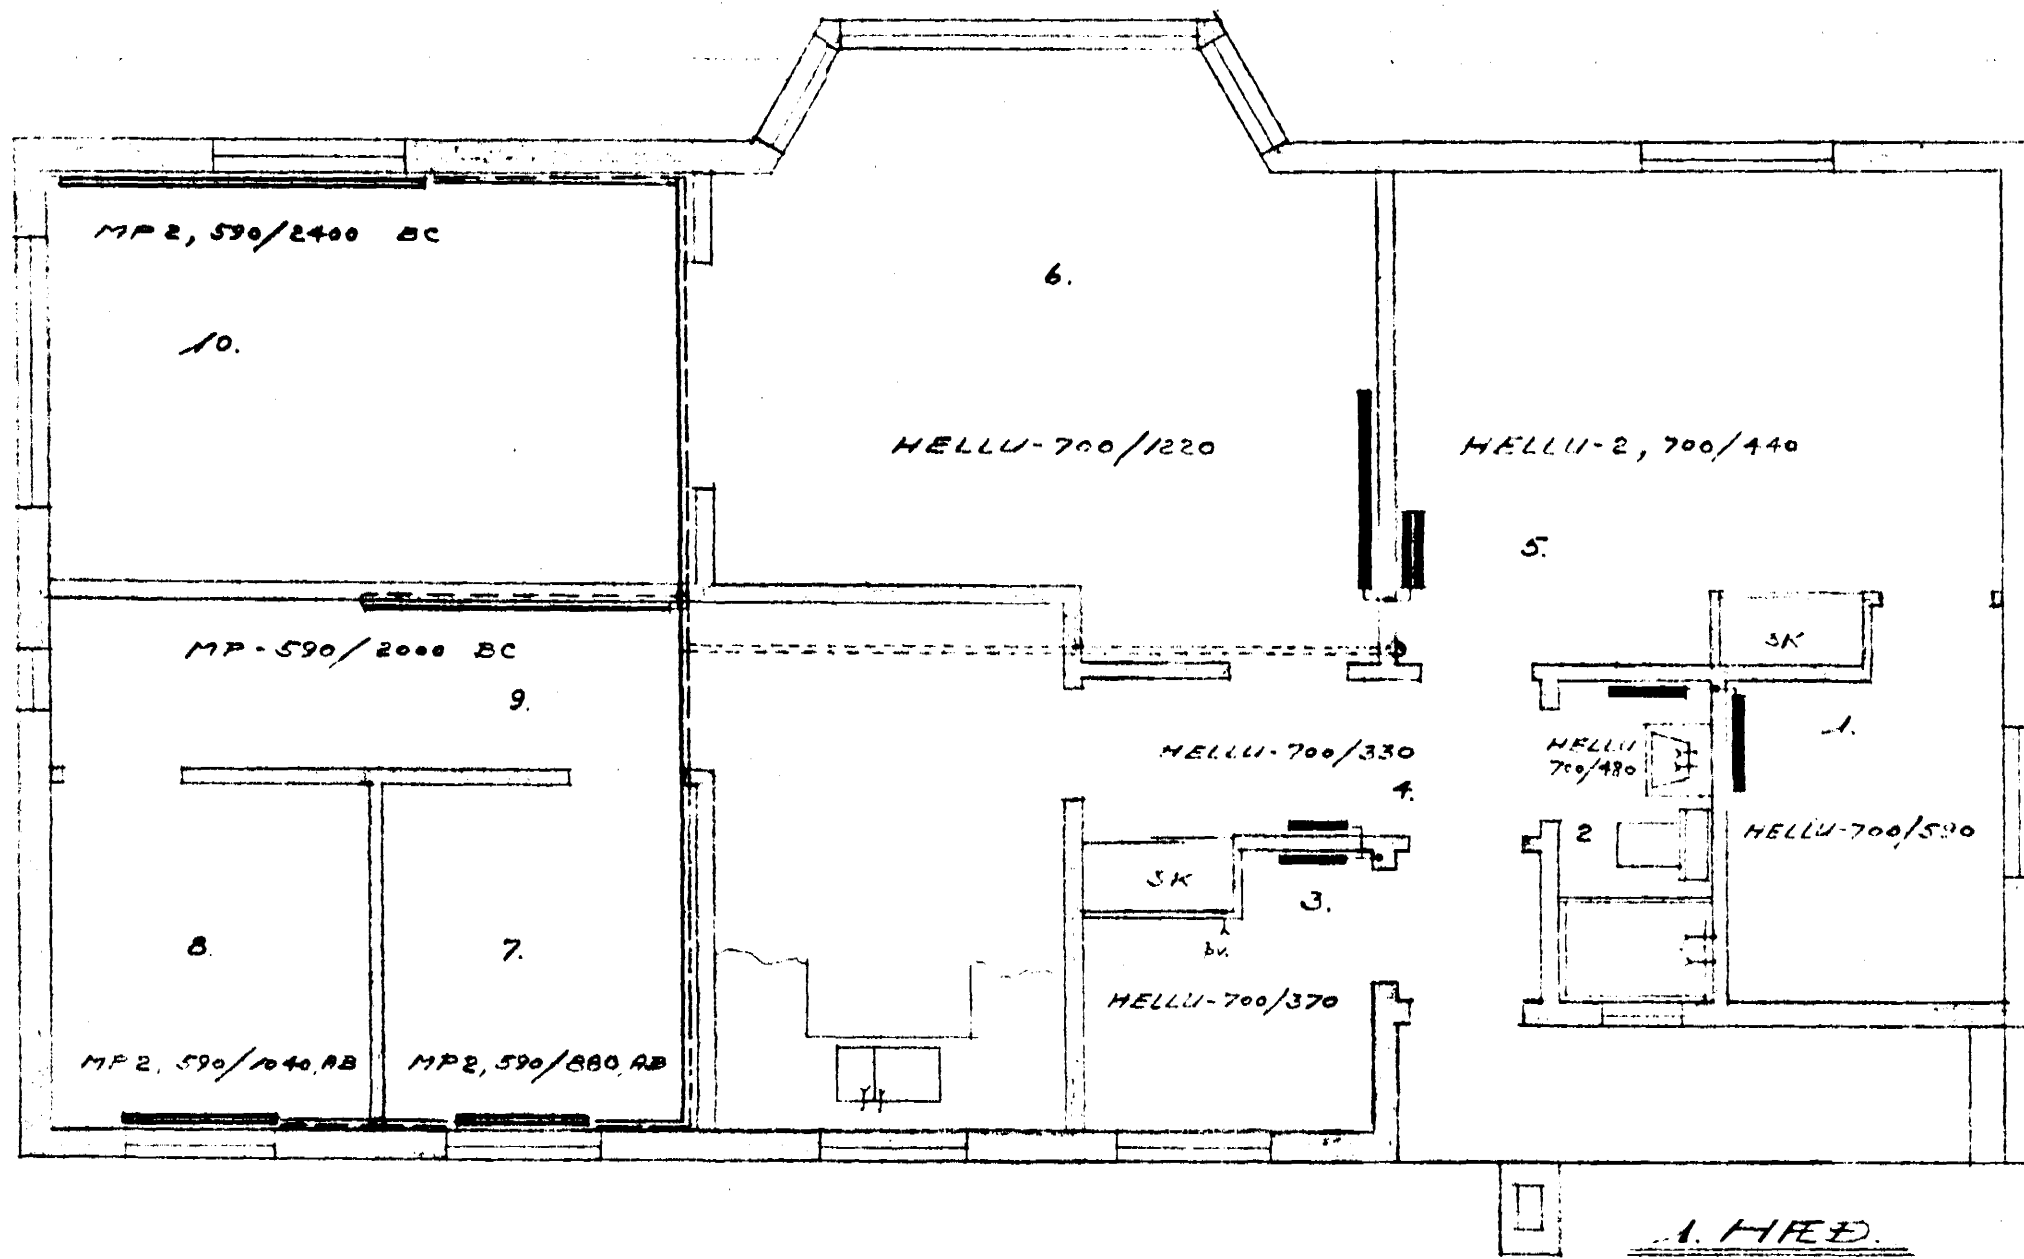 MP2, 590/2400 BC
10.
6.
HELLU-700/1220
HELLU-2, 700/440
5.
SK
MP-590/2000 BC
9.
1.
HELLU-700/330
4.
HELLU
700/480
2
HELLU-700/590
SK
3.
bv.
8.
7.
HELLU-700/370
MP2, 590/1040, AB
MP2, 590/880, AB
1. HÆÐ.